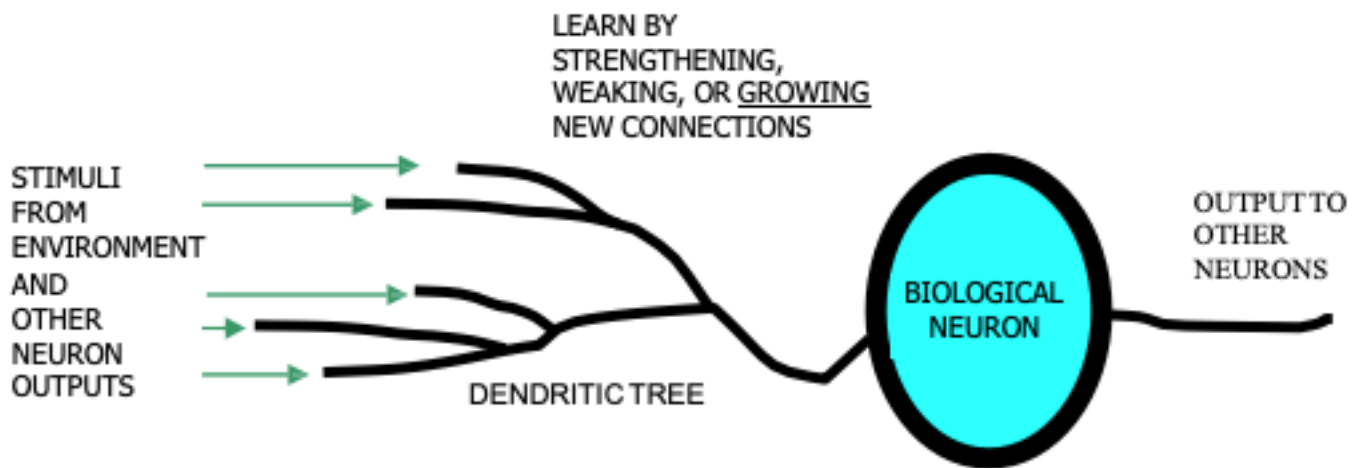 LEARN BY
STRENGTHENING,
WEAKING, OR GROWING
NEW CONNECTIONS
STIMULI
FROM
ENVIRONMENT
AND
OTHER
NEURON
OUTPUTS
DENDRITIC TREE
BIOLOGICAL
NEURON
OUTPUT TO
OTHER
NEURONS